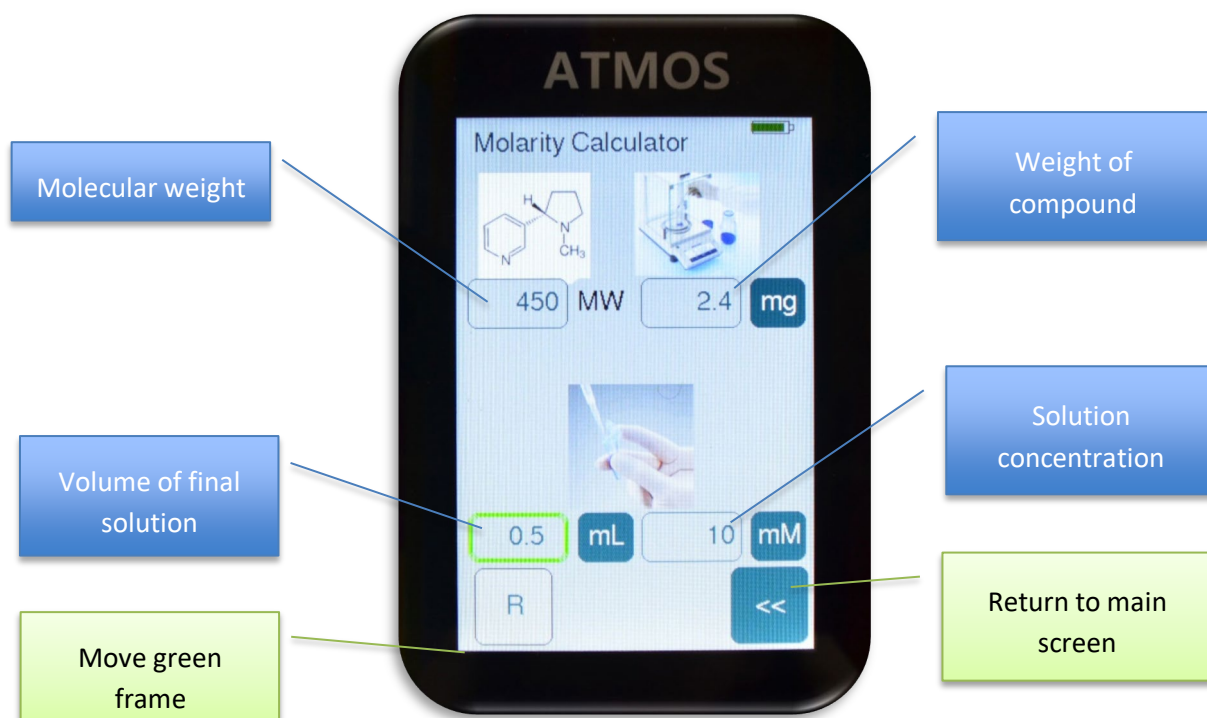 ATMOS
Molarity Calculator
Molecular weight
Weight of
compound
H
N
N
CH3
450 MW 2.4 mg
Volume of final
solution
Solution
concentration
0.5 mL 10 mM
R <<
Move green
frame
Return to main
screen